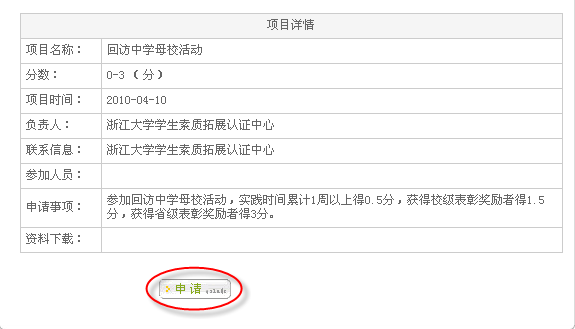 项目详情
项目名称： 回访中学母校活动
分数： 0-3 （ 分 ）
项目时间： 2010-04-10
负责人： 浙江大学学生素质拓展认证中心
联系信息： 浙江大学学生素质拓展认证中心
参加人员：
申请事项： 参加回访中学母校活动，实践时间累计1周以上得0.5分，获得校级表彰奖励者得1.5
分，获得省级表彰奖励者得3分。
资料下载：
申 请